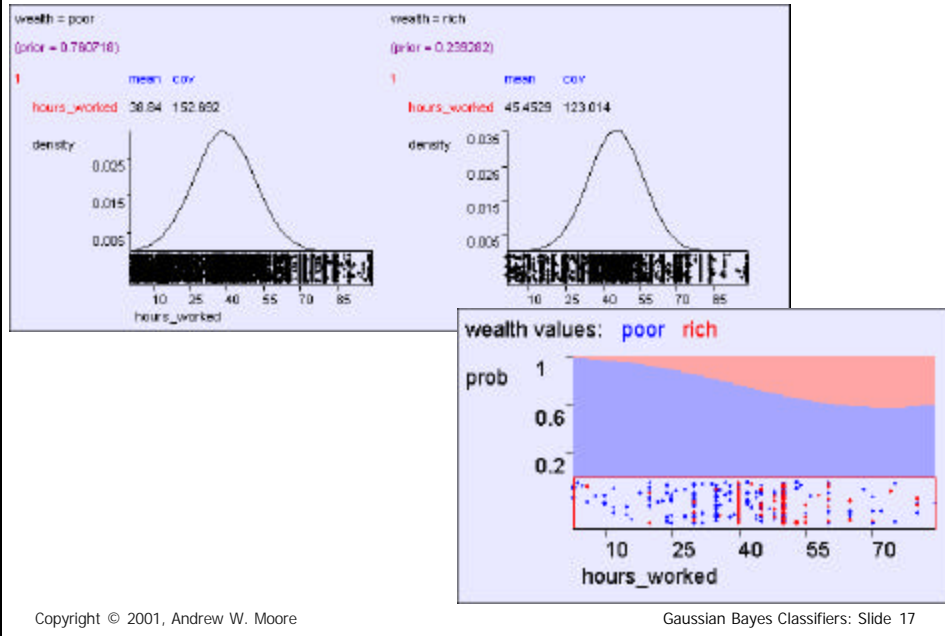 wealth = poor
(prior = 0.760718)
1
mean cov
hours_worked 38.84 152.692
density
0.025
0.015
0.005
10 25 40 55 70 85
hours_worked
wealth = rich
(prior = 0.239282)
1
mean cov
hours_worked 45.4529 123.014
density
0.035
0.025
0.015
0.005
10 25 40 55 70 85
wealth values: poor rich
prob
1
0.6
0.2
10 25 40 55 70
hours_worked
Copyright © 2001, Andrew W. Moore
Gaussian Bayes Classifiers: Slide 17